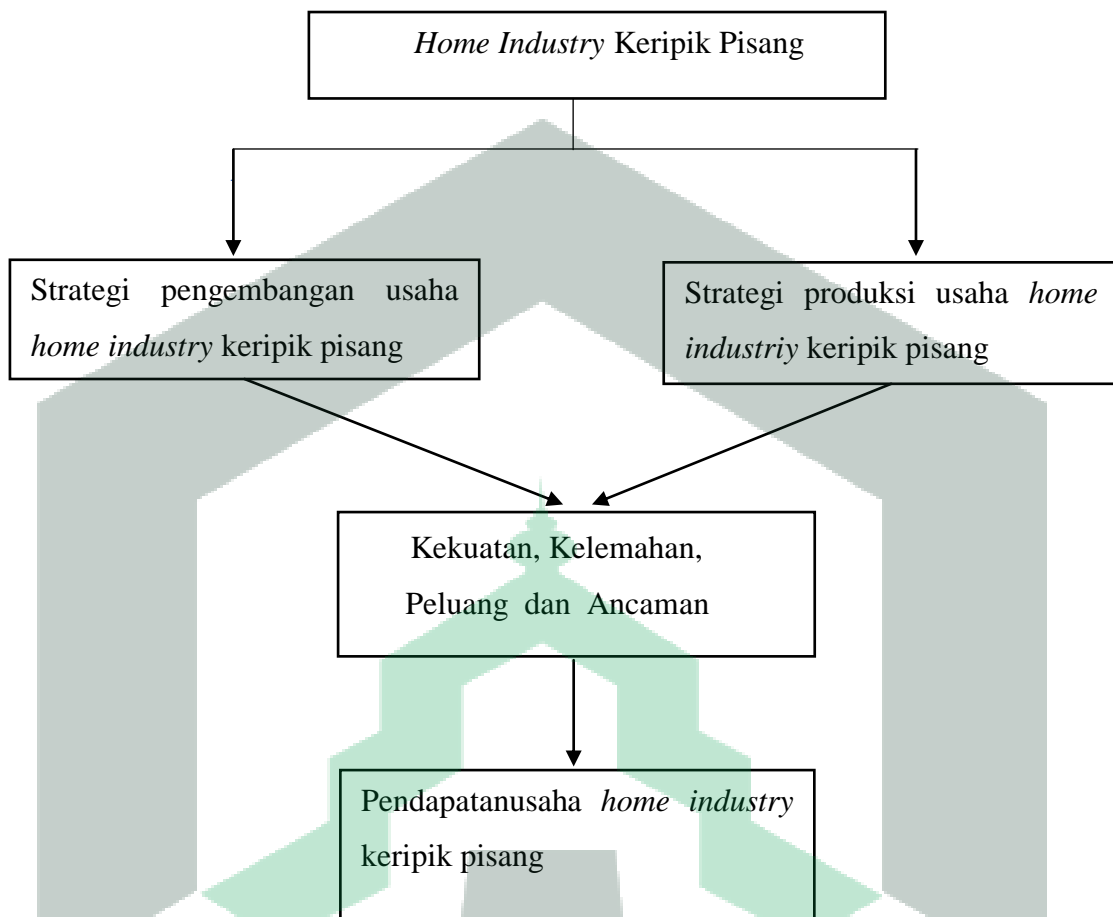 Home Industry Keripik Pisang
Strategi pengembangan usaha
home industry keripik pisang
Strategi produksi usaha home
industriy keripik pisang
Kekuatan, Kelemahan,
Peluang dan Ancaman
Pendapatanusaha home industry
keripik pisang